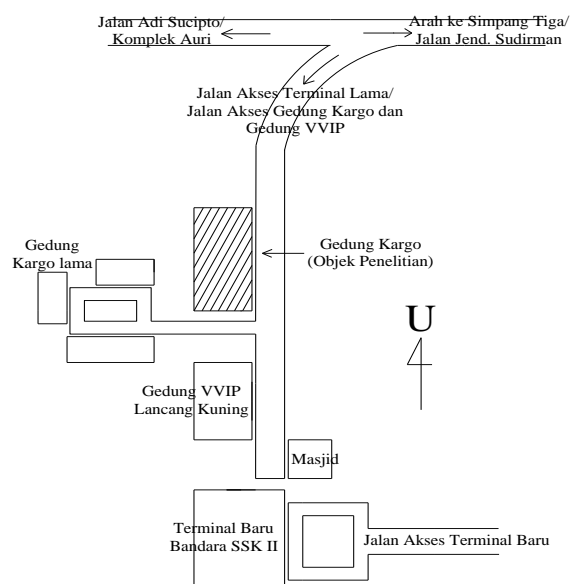 Jalan Adi Sucipto/
Komplek Auri
Arah ke Simpang Tiga/
Jalan Jend. Sudirman
Jalan Akses Terminal Lama/
Jalan Akses Gedung Kargo dan
Gedung VVIP
Gedung
Kargo lama
Gedung Kargo
(Objek Penelitian)
U
Gedung VVIP
Lancang Kuning
Masjid
Terminal Baru
Bandara SSK II
Jalan Akses Terminal Baru